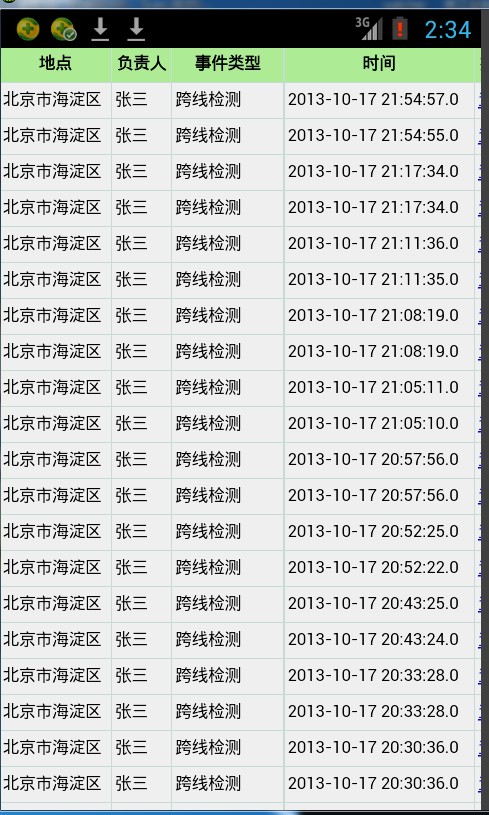 3G 2:34
地点 负责人 事件类型 时间
北京市海淀区 张三 跨线检测 2013-10-17 21:54:57.0
北京市海淀区 张三 跨线检测 2013-10-17 21:54:55.0
北京市海淀区 张三 跨线检测 2013-10-17 21:17:34.0
北京市海淀区 张三 跨线检测 2013-10-17 21:17:34.0
北京市海淀区 张三 跨线检测 2013-10-17 21:11:36.0
北京市海淀区 张三 跨线检测 2013-10-17 21:11:35.0
北京市海淀区 张三 跨线检测 2013-10-17 21:08:19.0
北京市海淀区 张三 跨线检测 2013-10-17 21:08:19.0
北京市海淀区 张三 跨线检测 2013-10-17 21:05:11.0
北京市海淀区 张三 跨线检测 2013-10-17 21:05:10.0
北京市海淀区 张三 跨线检测 2013-10-17 20:57:56.0
北京市海淀区 张三 跨线检测 2013-10-17 20:57:56.0
北京市海淀区 张三 跨线检测 2013-10-17 20:52:25.0
北京市海淀区 张三 跨线检测 2013-10-17 20:52:22.0
北京市海淀区 张三 跨线检测 2013-10-17 20:43:25.0
北京市海淀区 张三 跨线检测 2013-10-17 20:43:24.0
北京市海淀区 张三 跨线检测 2013-10-17 20:33:28.0
北京市海淀区 张三 跨线检测 2013-10-17 20:33:28.0
北京市海淀区 张三 跨线检测 2013-10-17 20:30:36.0
北京市海淀区 张三 跨线检测 2013-10-17 20:30:36.0